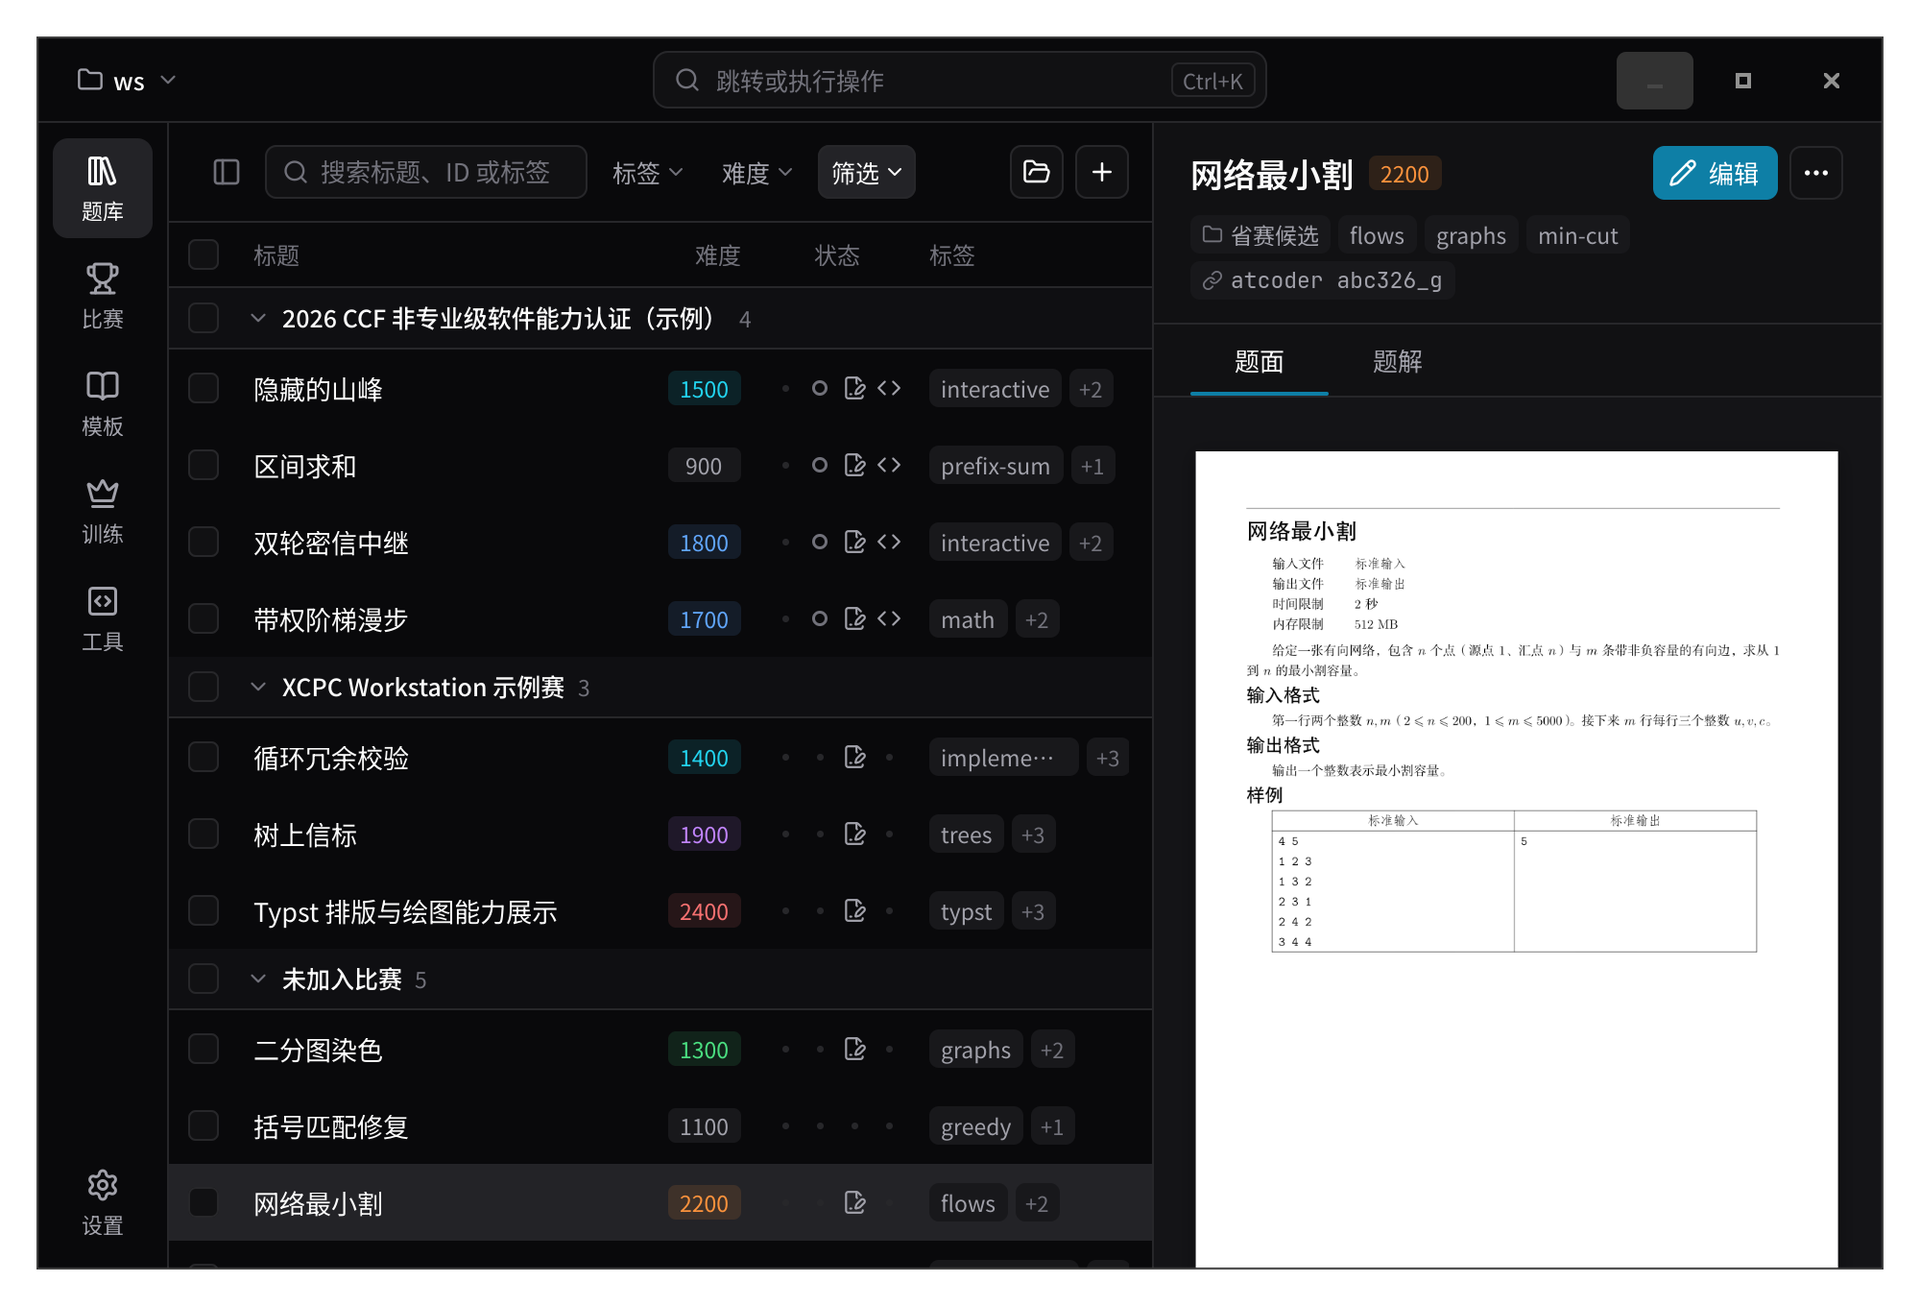 ws
跳转或执行操作 Ctrl+K
题库
比赛
模板
训练
工具
设置
搜索标题、ID 或标签 标签 难度 筛选
标题 难度 状态 标签
2026 CCF 非专业级软件能力认证（示例） 4
隐藏的山峰 1500 interactive +2
区间求和 900 prefix-sum +1
双轮密信中继 1800 interactive +2
带权阶梯漫步 1700 math +2
XCPC Workstation 示例赛 3
循环冗余校验 1400 impleme… +3
树上信标 1900 trees +3
Typst 排版与绘图能力展示 2400 typst +3
未加入比赛 5
二分图染色 1300 graphs +2
括号匹配修复 1100 greedy +1
网络最小割 2200 flows +2
网络最小割 2200 编辑
省赛候选 flows graphs min-cut
atcoder abc326_g
题面 题解
网络最小割
输入文件 标准输入
输出文件 标准输出
时间限制 2 秒
内存限制 512 MB
给定一张有向网络，包含 n 个点（源点 1、汇点 n）与 m 条带非负容量的有向边，求从 1
到 n 的最小割容量。
输入格式
第一行两个整数 n, m（2 ⩽ n ⩽ 200，1 ⩽ m ⩽ 5000）。接下来 m 行每行三个整数 u, v, c。
输出格式
输出一个整数表示最小割容量。
样例
标准输入 标准输出
4 5 5
1 2 3
1 3 2
2 3 1
2 4 2
3 4 4